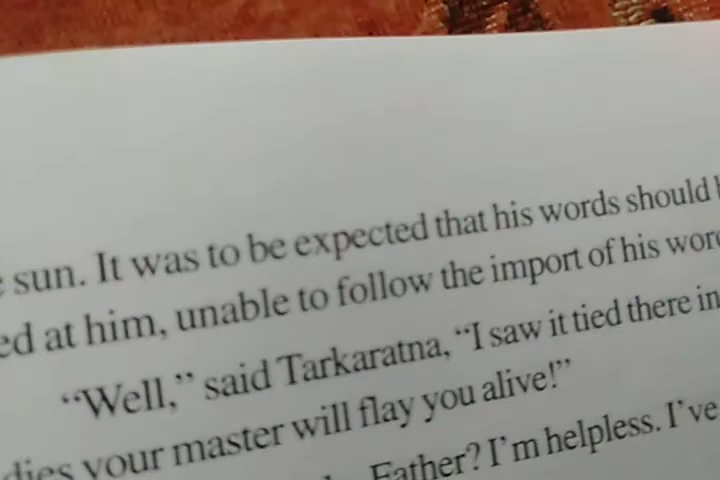 sun. It was to be expected that his words should
ed at him, unable to follow the import of his
“Well,” said Tarkaratna, “I saw it tied there in
dies your master will flay you alive!”
Father? I’m helpless. I’ve